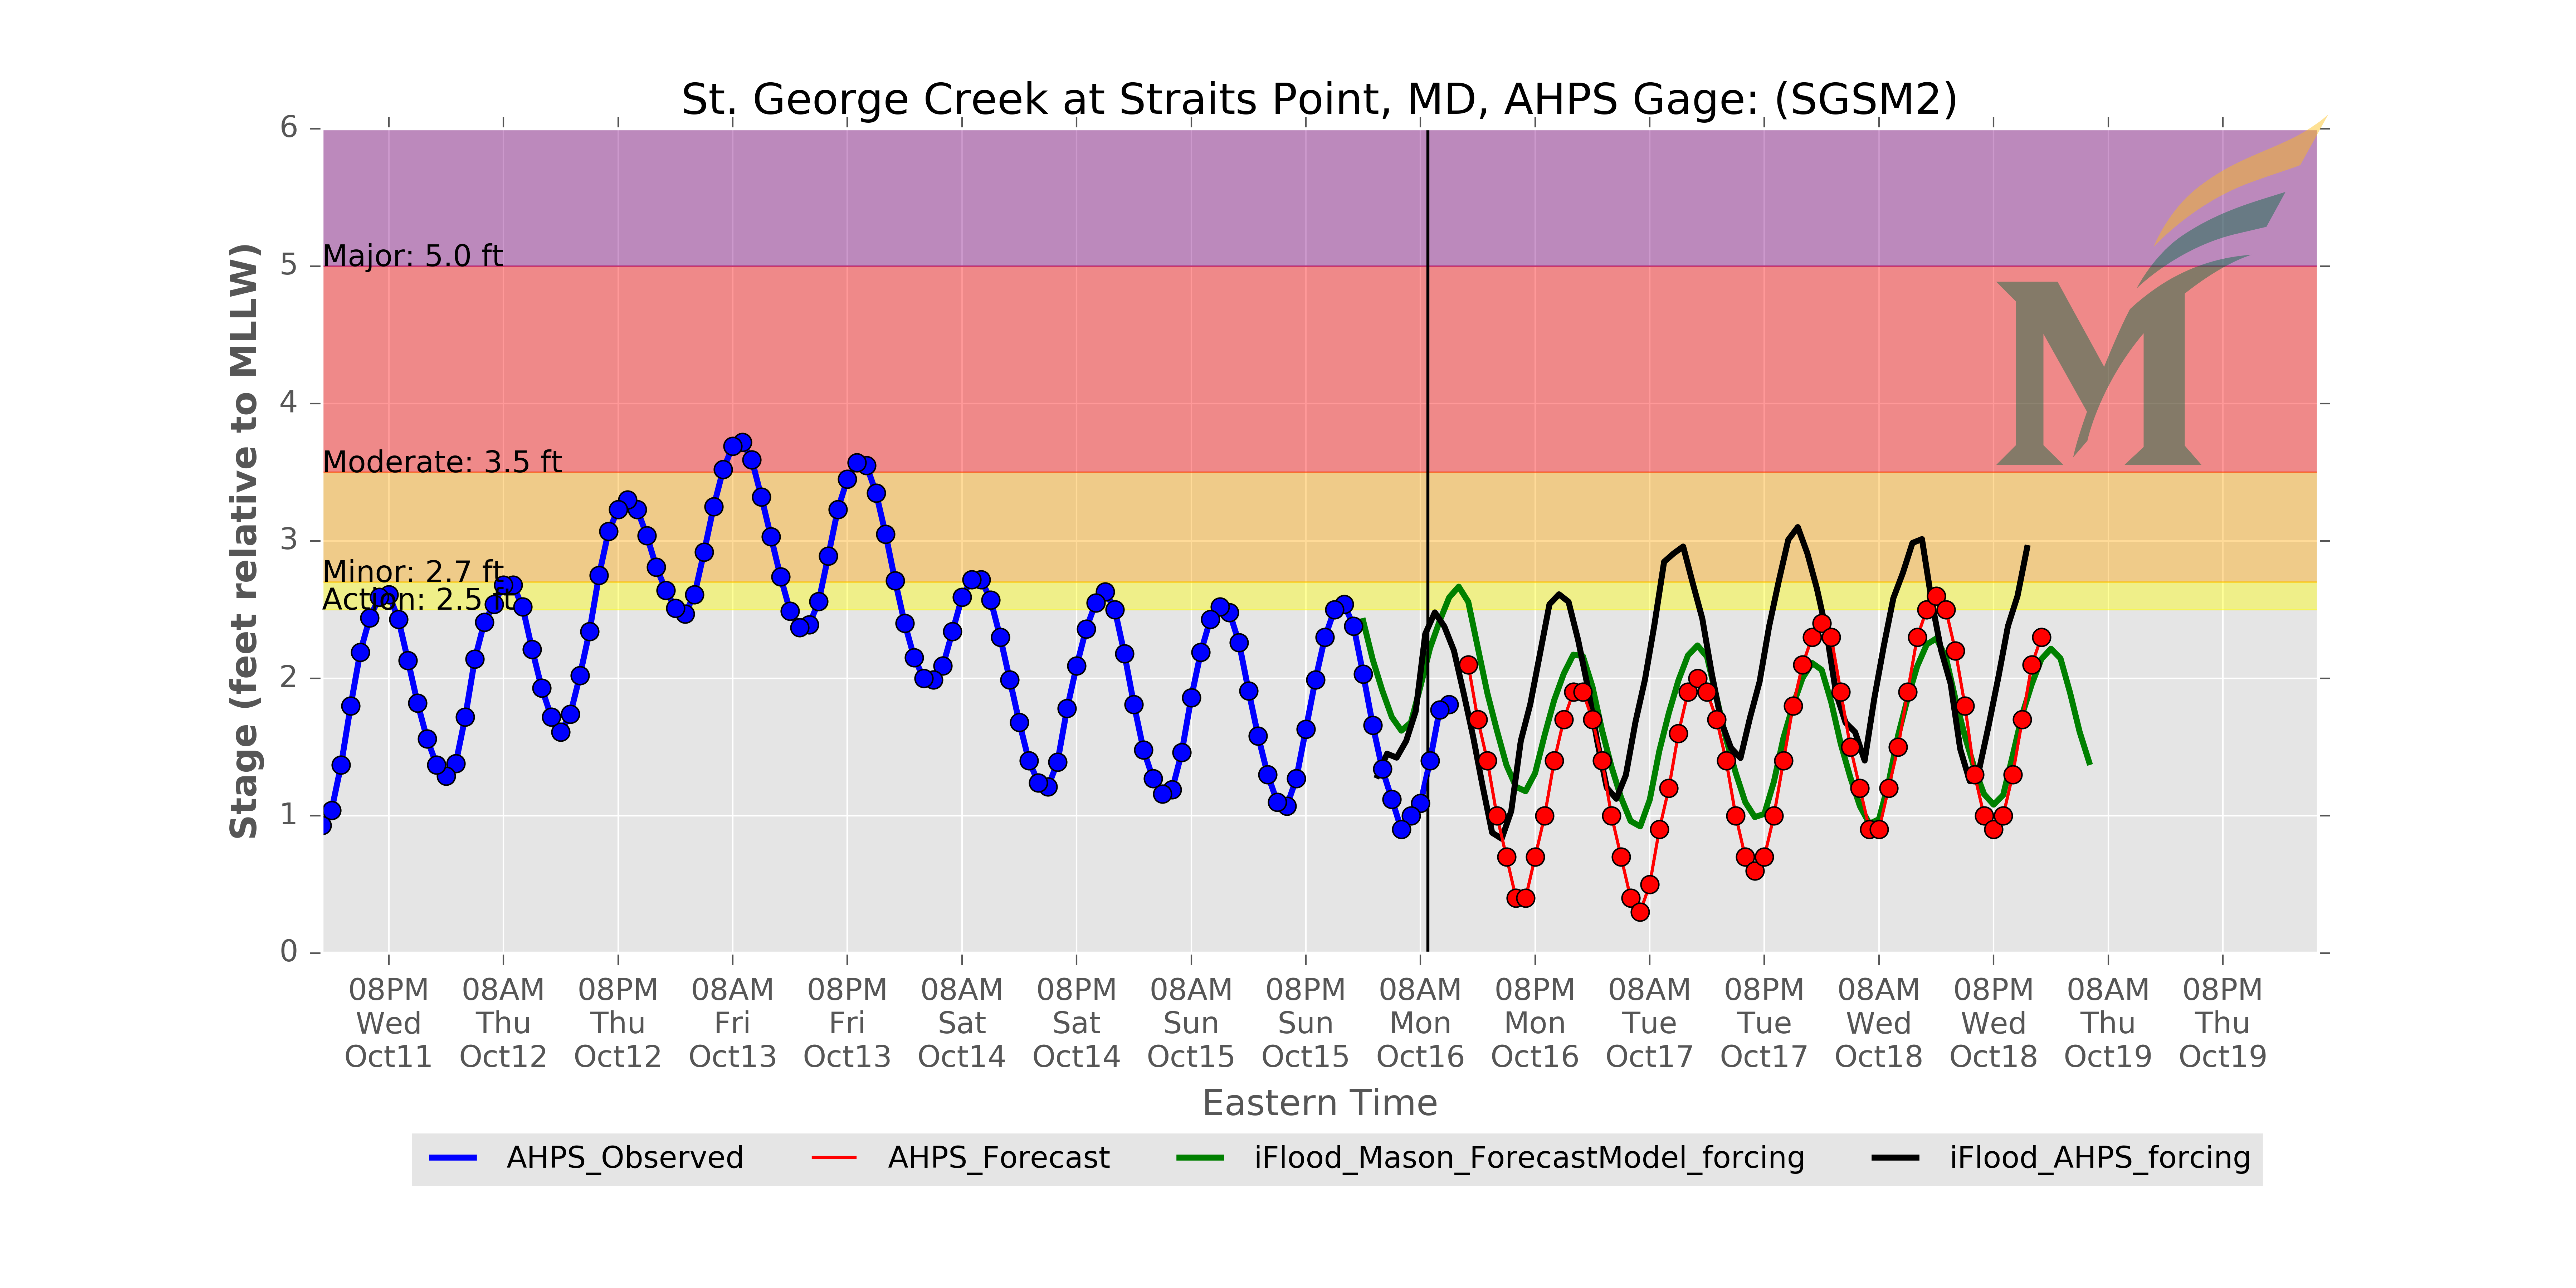 St. George Creek at Straits Point, MD, AHPS Gage: (SGSM2)
Stage (feet relative to MLLW)
6
5
4
3
2
1
0
Major: 5.0 ft
Moderate: 3.5 ft
Minor: 2.7 ft
Action: 2.5 ft
08PM 08AM 08PM 08AM 08PM 08AM 08PM 08AM 08PM 08AM 08PM 08AM 08PM 08AM 08PM 08AM 08PM
Wed Thu Thu Fri Fri Sat Sat Sun Sun Mon Mon Tue Tue Wed Wed Thu Thu
Oct11 Oct12 Oct12 Oct13 Oct13 Oct14 Oct14 Oct15 Oct15 Oct16 Oct16 Oct17 Oct17 Oct18 Oct18 Oct19 Oct19
Eastern Time
AHPS_Observed AHPS_Forecast iFlood_Mason_ForecastModel_forcing iFlood_AHPS_forcing
M